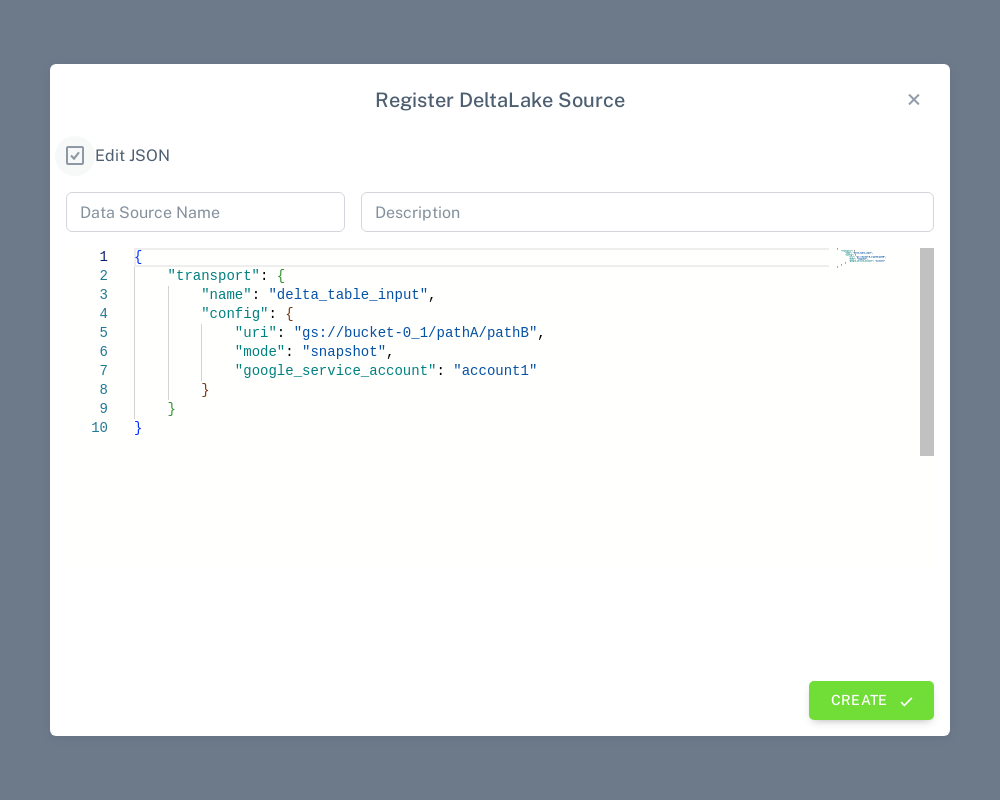 Register DeltaLake Source
Edit JSON
Data Source Name
Description
1 {
2     "transport": {
3         "name": "delta_table_input",
4         "config": {
5             "uri": "gs://bucket-0_1/pathA/pathB",
6             "mode": "snapshot",
7             "google_service_account": "account1"
8         }
9     }
10 }
CREATE